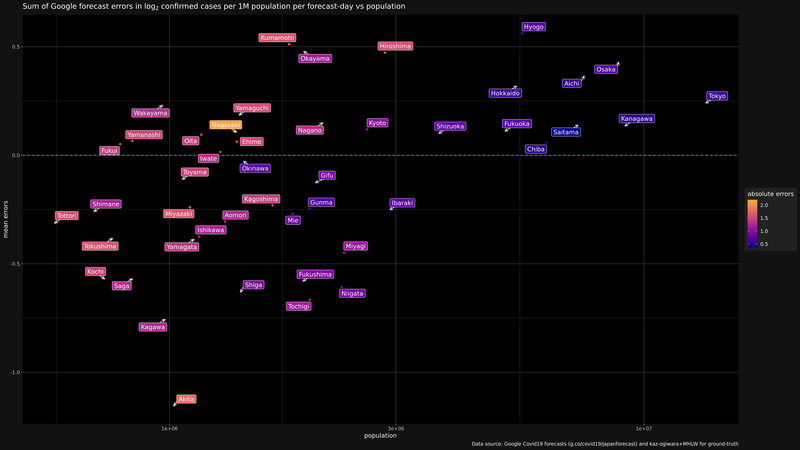 Sum of Google forecast errors in log₂ confirmed cases per 1M population per forecast-day vs population
Hyogo
Kumamoto
Hiroshima
0.5
Okayama
Osaka
Aichi
Hokkaido
Tokyo
Yamaguchi
Wakayama
Kanagawa
Nagasaki
Kyoto
Fukuoka
Shizuoka
Nagano
Saitama
Yamanashi
Oita
Ehime
Fukui
Chiba
0.0
Iwate
Okinawa
Toyama
Gifu
absolute errors
2.0
1.5
1.0
0.5
Kagoshima
Shimane
Gunma
Ibaraki
Tottori
Miyazaki
Aomori
Mie
mean errors
Ishikawa
Tokushima
Yamagata
Miyagi
-0.5
Kochi
Fukushima
Saga
Shiga
Niigata
Tochigi
Kagawa
-1.0
Akita
1e+06
3e+06
1e+07
population
Data source: Google Covid19 forecasts (g.co/covid19/japanforecast) and kaz-ogiwara+MHLW for ground-truth